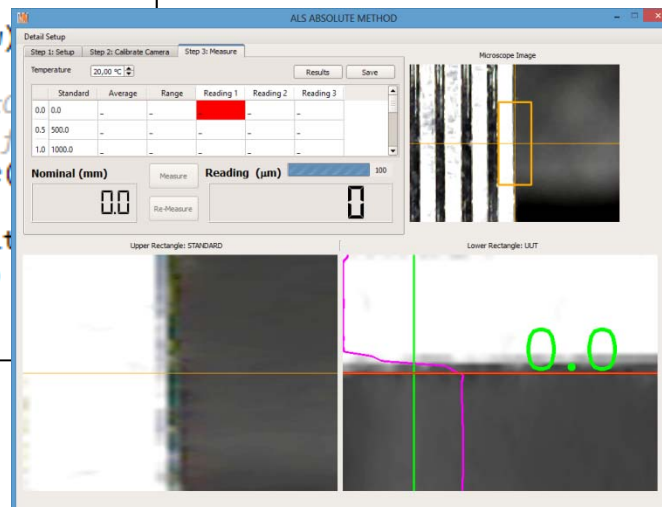 ALS ABSOLUTE METHOD
Detail Setup
Step 1: Setup Step 2: Calibrate Camera Step 3: Measure
Temperature 20,00 ºC Results Save
Standard Average Range Reading 1 Reading 2 Reading 3
0.0 0.0 _ _ _ _ _
0.5 500.0 _ _ _ _ _
1.0 1000.0 _ _ _ _ _
Nominal (mm) Measure Reading (µm) 100
0.0 Re-Measure 0
Microscope Image
Upper Rectangle: STANDARD Lower Rectangle: UUT
0.0